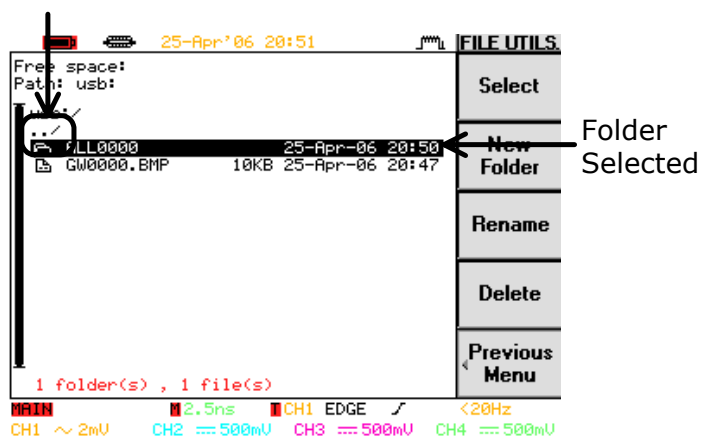 25-Apr'06 20:51
FILE UTILS.
Free space:
Path: usb:
usb:/
../
ALL0000 25-Apr-06 20:50
GW0000.BMP 10KB 25-Apr-06 20:47
1 folder(s) , 1 file(s)
Select
New
Folder
Rename
Delete
Previous
Menu
Folder
Selected
MAIN M 2.5ns T CH1 EDGE <20Hz
CH1 ~ 2mV CH2 500mV CH3 500mV CH4 500mV